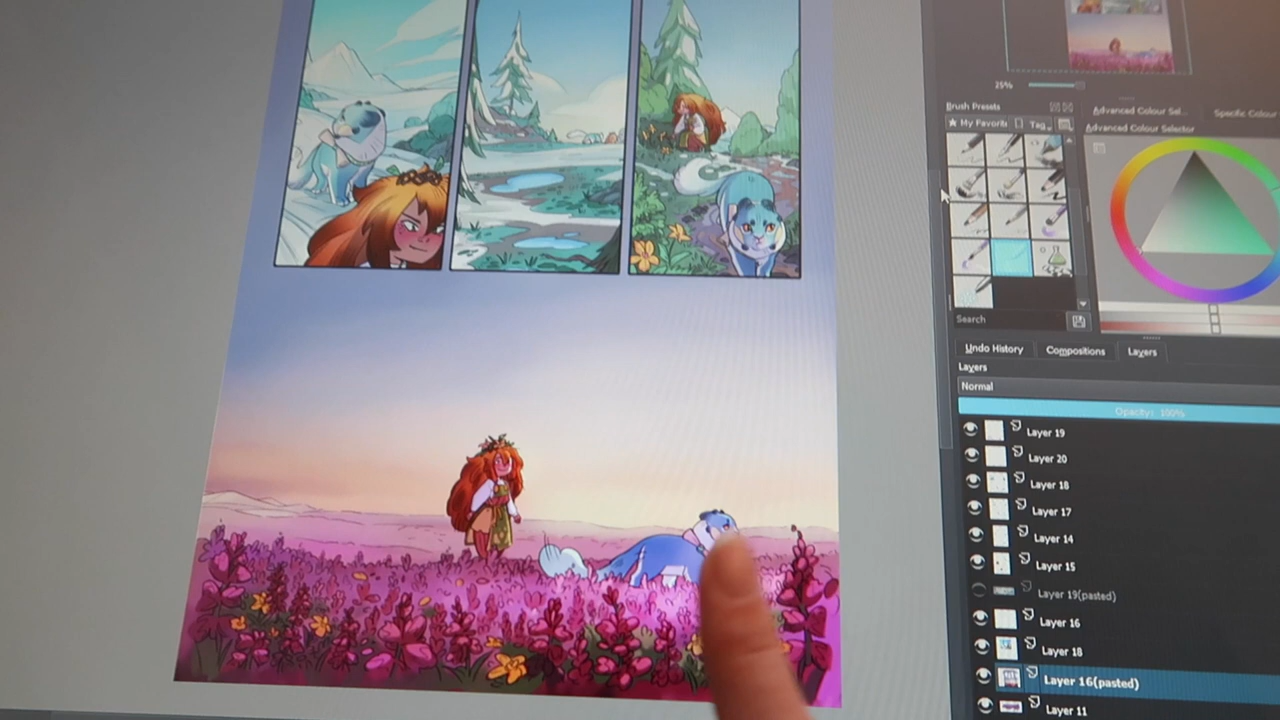 25%
Brush Presets
★ My Favorit
Tag
Advanced Colour Sel...
Specific Colour
Advanced Colour Selector
Search
Undo History
Compositions
Layers
Layers
Normal
Opacity: 100%
Layer 19
Layer 20
Layer 18
Layer 17
Layer 14
Layer 15
Layer 19(pasted)
Layer 16
Layer 18
Layer 16(pasted)
Layer 11